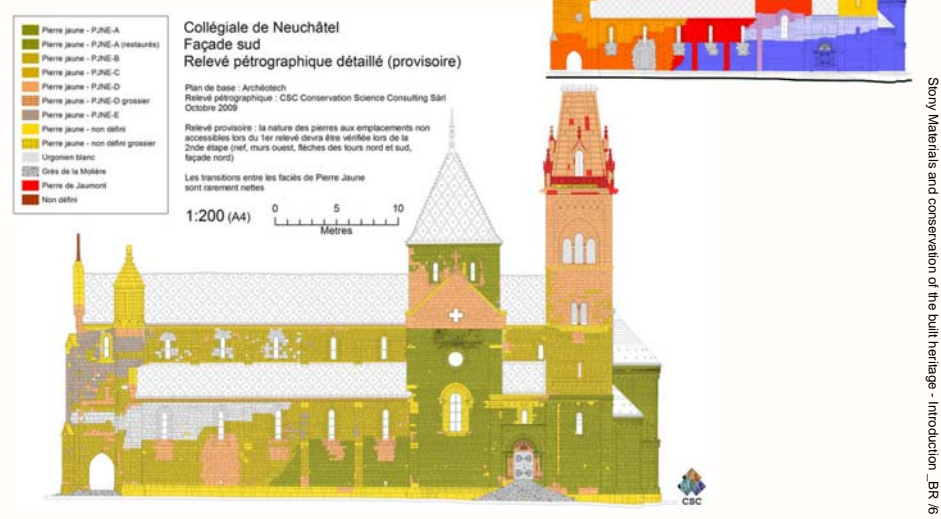 Pierre jaune - PJNE-A
Pierre jaune - PJNE-A (restaurés)
Pierre jaune - PJNE-B
Pierre jaune - PJNE-C
Pierre jaune - PJNE-D
Pierre jaune - PJNE-D grossier
Pierre jaune - PJNE-E
Pierre jaune - non défini
Pierre jaune - non défini grossier
Urgonien blanc
Grès de la Molière
Pierre de Jaumont
Non défini
Collégiale de Neuchâtel
Façade sud
Relevé pétrographique détaillé (provisoire)
Plan de base : Archéotech
Relevé pétrographique : CSC Conservation Science Consulting Sàrl
Octobre 2009
Relevé provisoire : la nature des pierres aux emplacements non
accessibles lors du 1er relevé devra être vérifiée lors de la
2nde étape (nef, murs ouest, flèches des tours nord et sud,
façade nord)
Les transitions entre les faciès de Pierre Jaune
sont rarement nettes
1:200 (A4)
0 5 10
Metres
CSC
Stony Materials and conservation of the built heritage - Introduction _BR /6